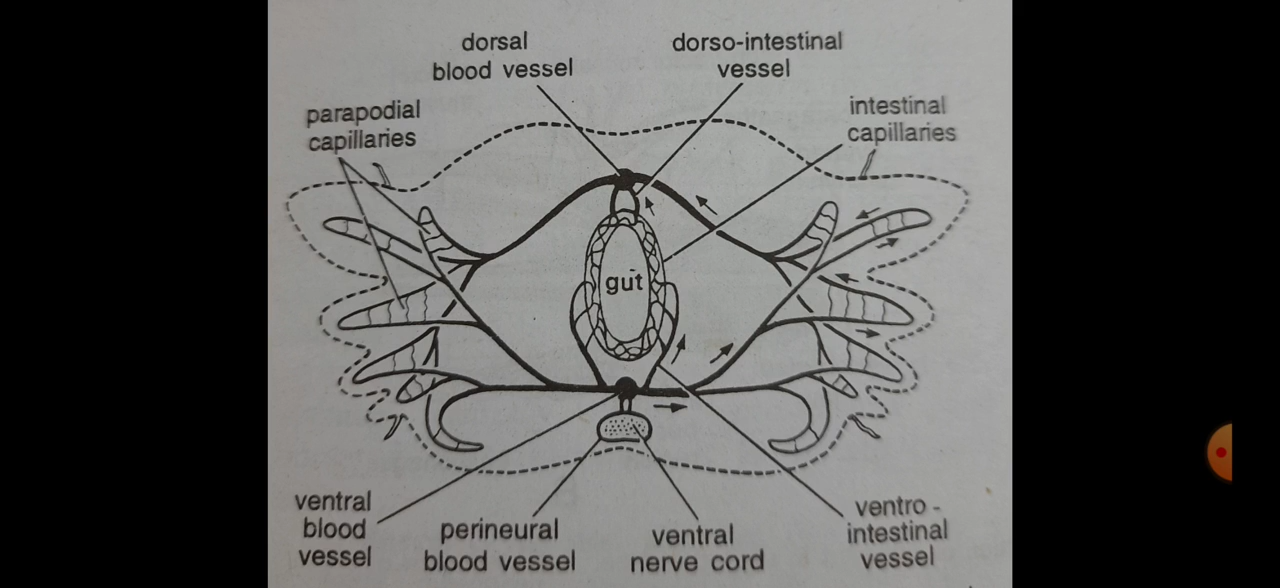 dorsal
blood vessel
dorso-intestinal
vessel
parapodial
capillaries
intestinal
capillaries
gut
ventral
blood
vessel
perineural
blood vessel
ventral
nerve cord
ventro -
intestinal
vessel